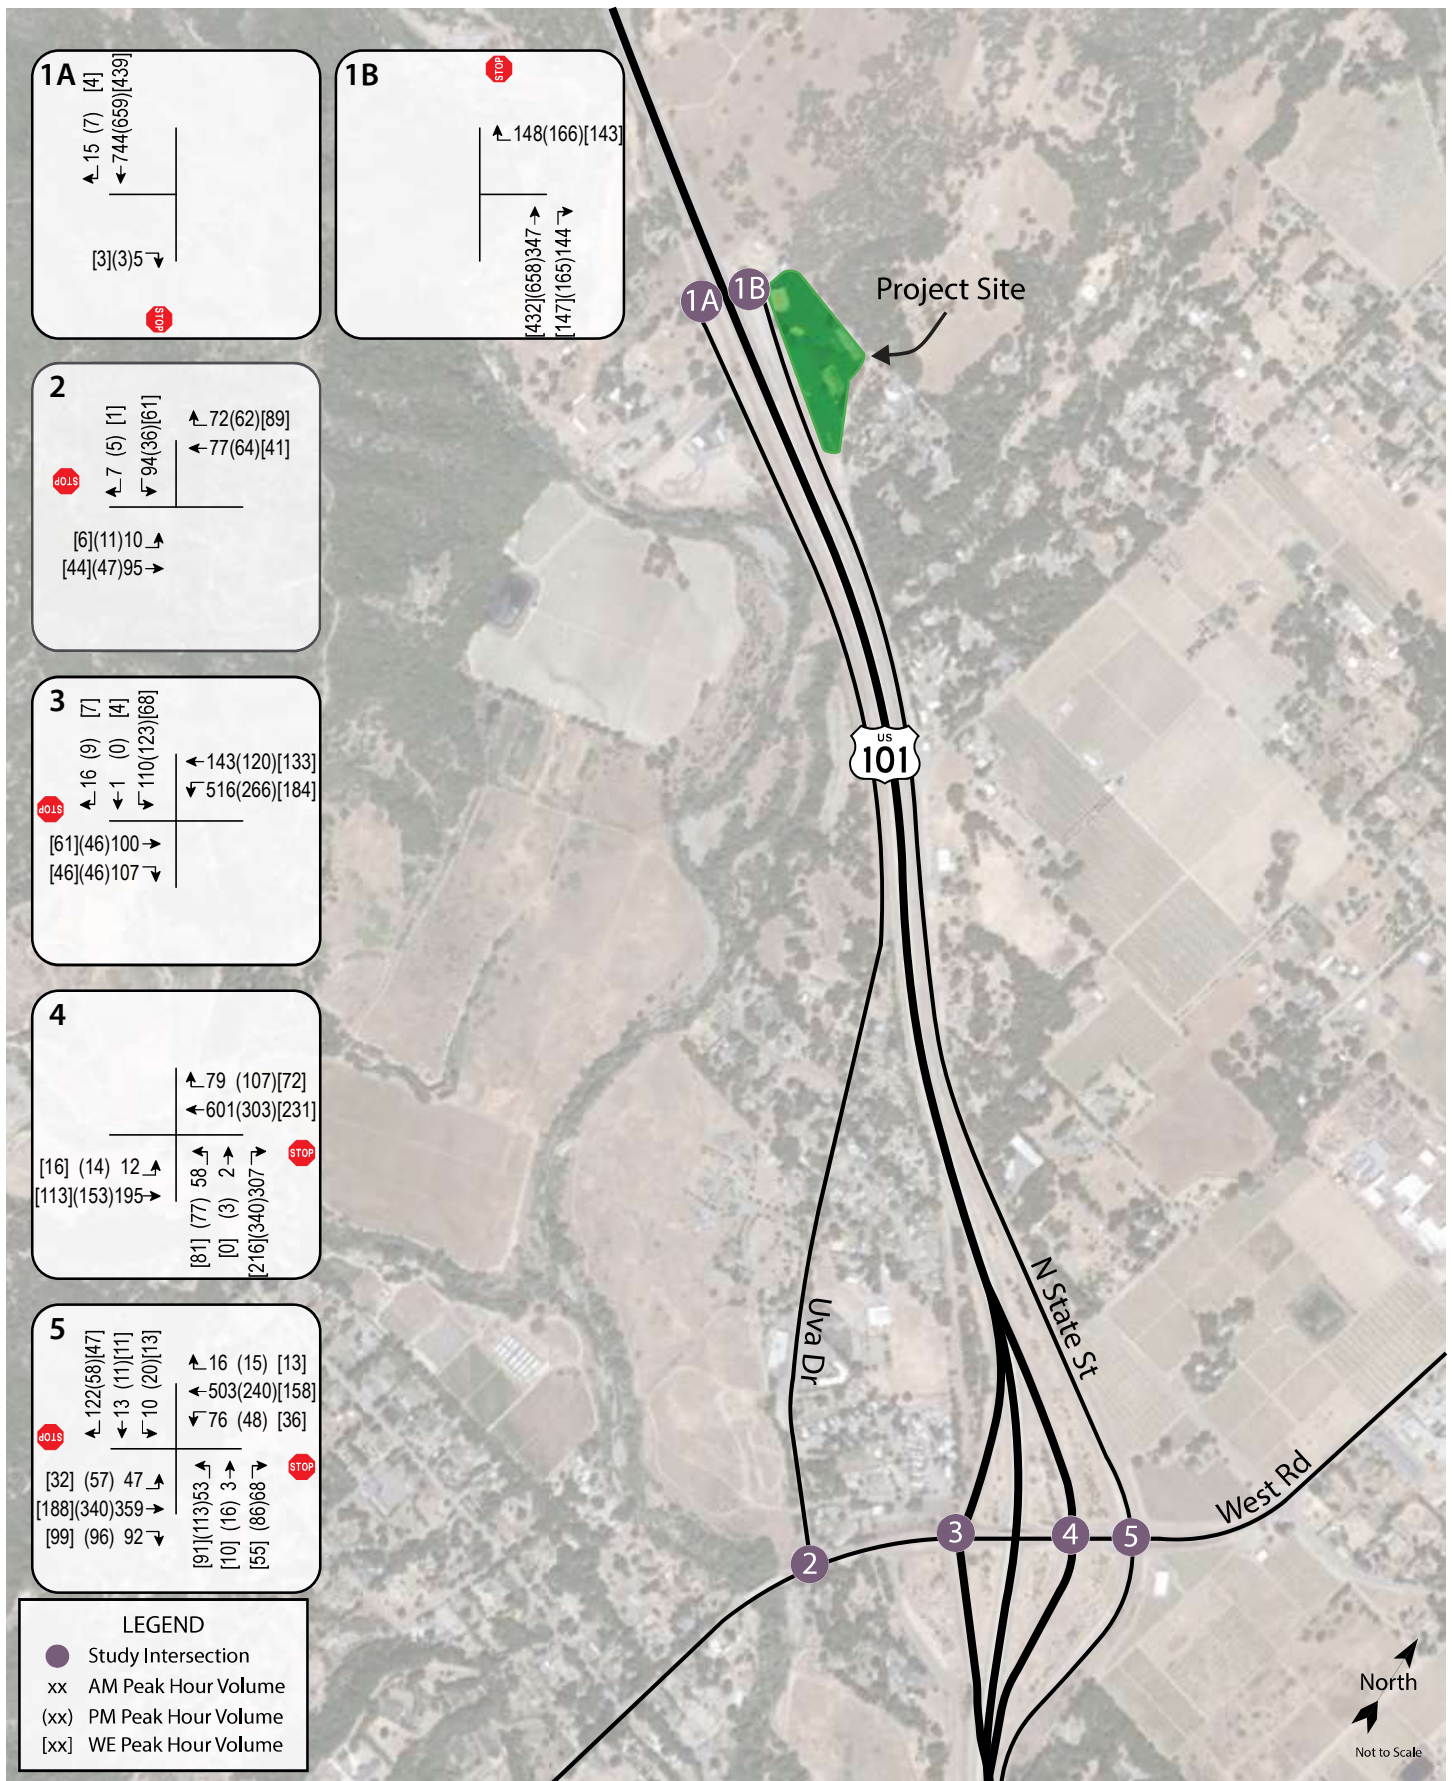 1A
15 (7) [4]
744(659)[439]
[3](3)5
STOP
1B
STOP
148(166)[143]
[432](658)347
[147](165)144
2
STOP
7 (5) [1]
94(36)[61]
72(62)[89]
77(64)[41]
[6](11)10
[44](47)95
3
STOP
16 (9) [7]
1 (0) [4]
110(123)[68]
143(120)[133]
516(266)[184]
[61](46)100
[46](46)107
4
79 (107)[72]
601(303)[231]
STOP
[16] (14) 12
[113](153)195
[81] (77) 58
[0] (3) 2
[216](340)307
5
STOP
122(58)[47]
13 (11)[11]
10 (20)[13]
16 (15) [13]
503(240)[158]
76 (48) [36]
STOP
[32] (57) 47
[188](340)359
[99] (96) 92
[91](113)53
[10] (16) 3
[55] (86)68
LEGEND
Study Intersection
xx AM Peak Hour Volume
(xx) PM Peak Hour Volume
[xx] WE Peak Hour Volume
1A
1B
Project Site
US
101
N State St
Uva Dr
West Rd
2
3
4
5
North
Not to Scale